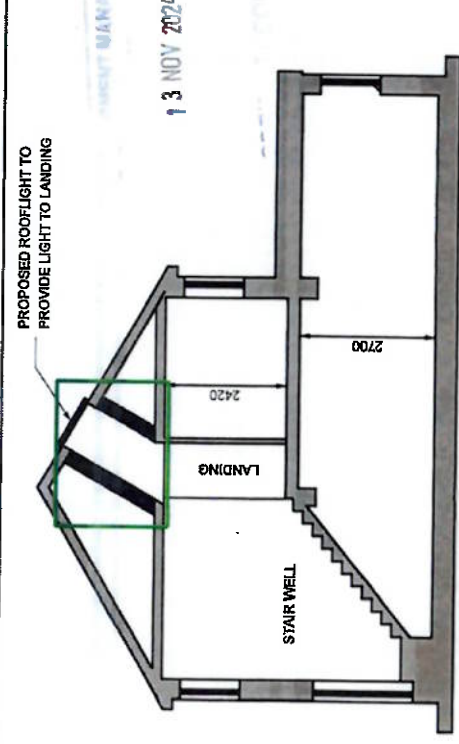 PROPOSED ROOFLIGHT TO
PROVIDE LIGHT TO LANDING
13 NOV 2024
2420
LANDING
2700
STAIR WELL